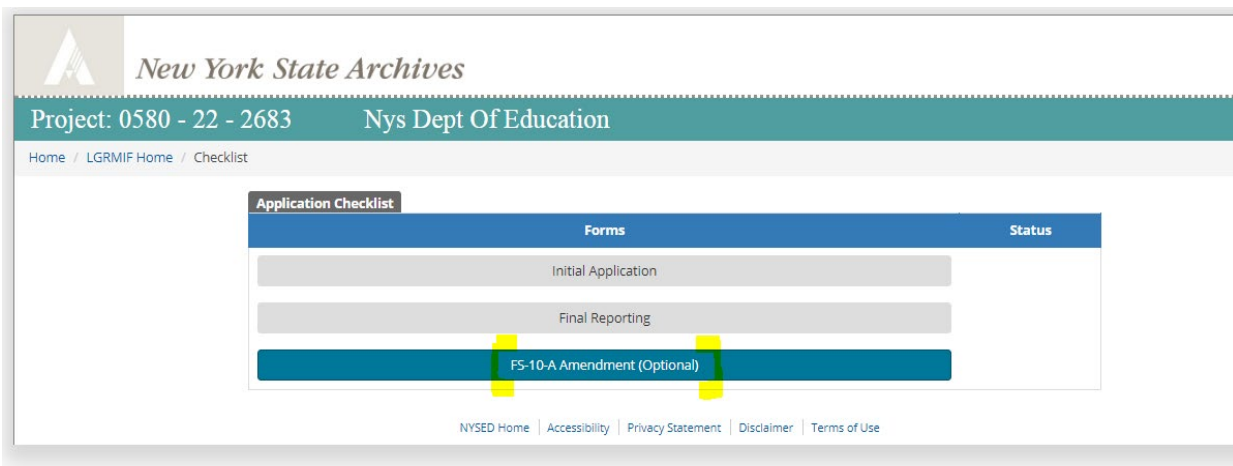 New York State Archives
Project: 0580 - 22 - 2683 Nys Dept Of Education
Home / LGRMIF Home / Checklist
Application Checklist
Forms Status
Initial Application
Final Reporting
FS-10-A Amendment (Optional)
NYSED Home | Accessibility | Privacy Statement | Disclaimer | Terms of Use